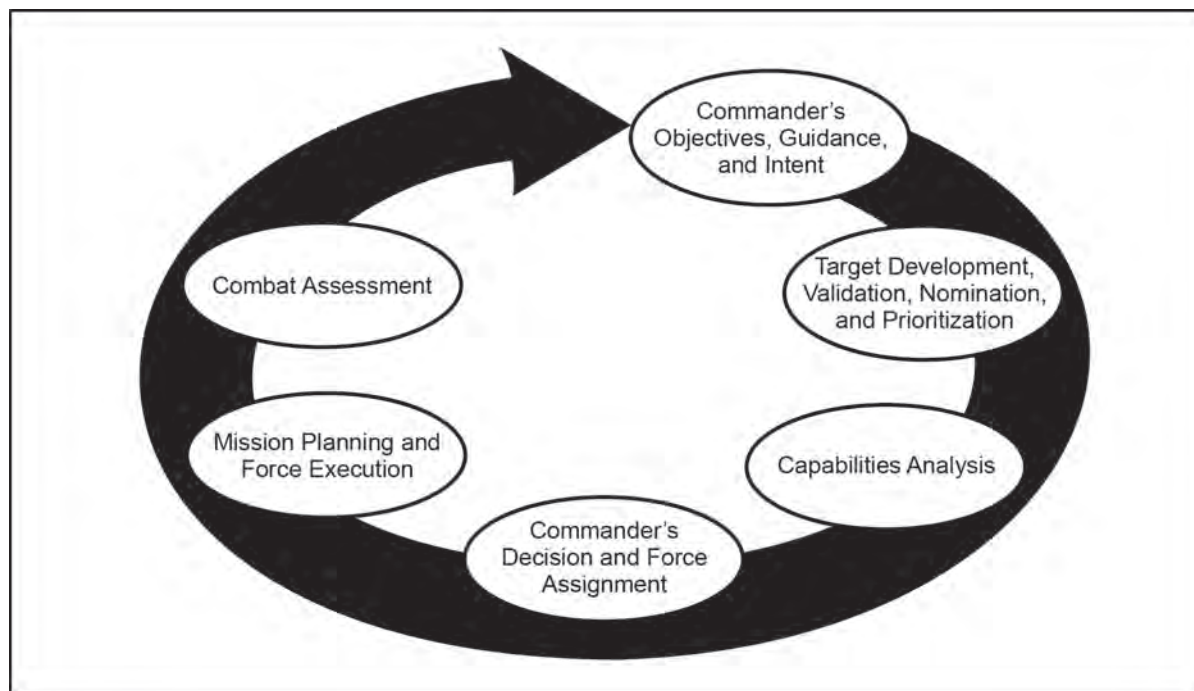 Commander's
Objectives, Guidance,
and Intent
Target Development,
Validation, Nomination,
and Prioritization
Capabilities Analysis
Commander's
Decision and Force
Assignment
Mission Planning and
Force Execution
Combat Assessment